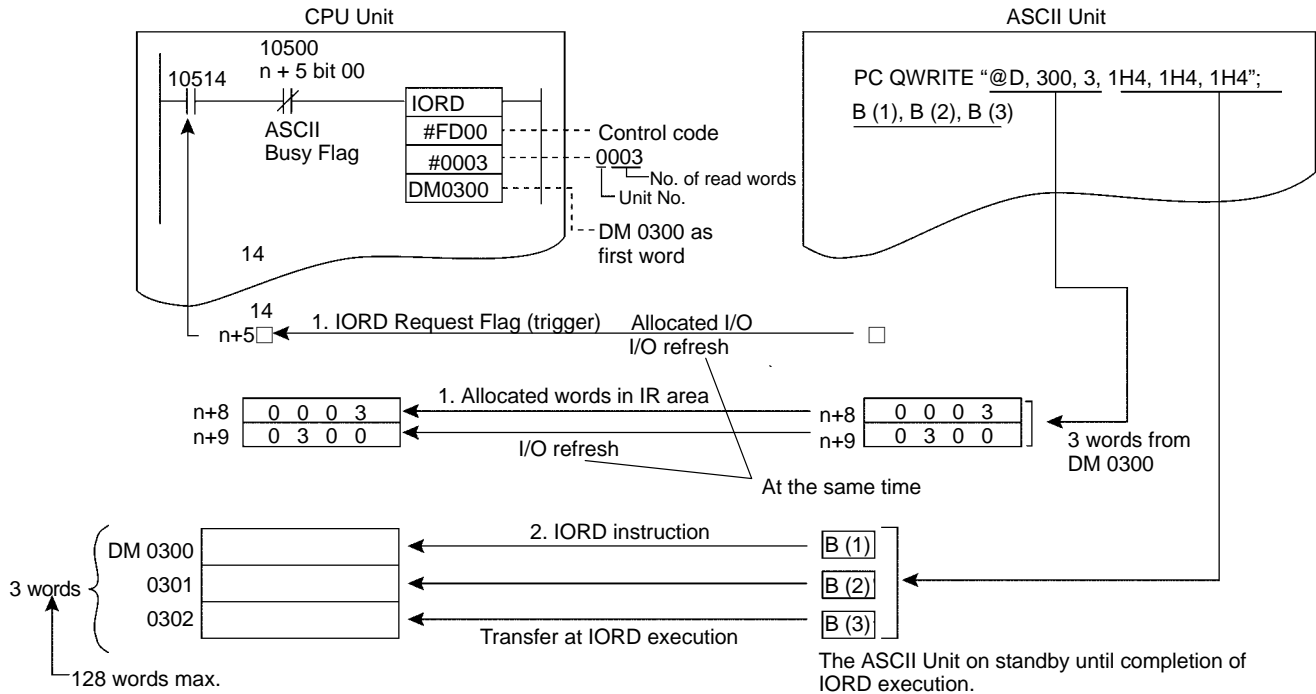 CPU Unit
ASCII Unit
10500
n + 5 bit 00
10514
ASCII
Busy Flag
IORD
#FD00
#0003
DM0300
Control code
0003
No. of read words
Unit No.
DM 0300 as
first word
PC QWRITE “@D, 300, 3, 1H4, 1H4, 1H4”;
B (1), B (2), B (3)
14
14
n+5
1. IORD Request Flag (trigger)
Allocated I/O
I/O refresh
1. Allocated words in IR area
n+8 0 0 0 3
n+9 0 3 0 0
I/O refresh
n+8 0 0 0 3
n+9 0 3 0 0
3 words from
DM 0300
At the same time
2. IORD instruction
DM 0300
0301
0302
3 words
128 words max.
B (1)
B (2)
B (3)
Transfer at IORD execution
The ASCII Unit on standby until completion of
IORD execution.